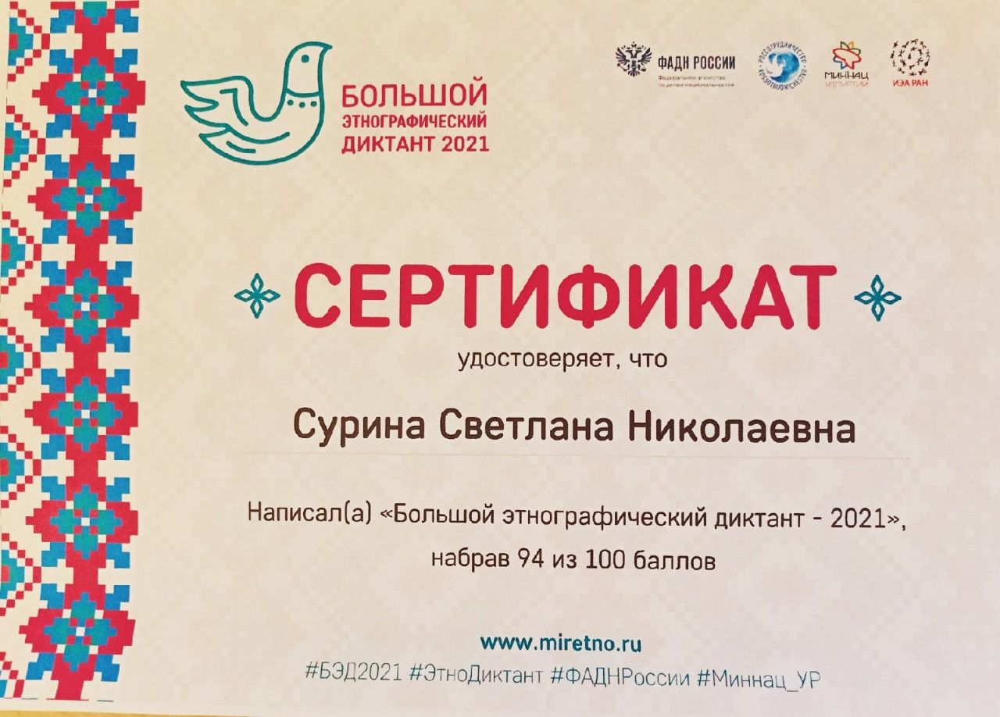 БОЛЬШОЙ
ЭТНОГРАФИЧЕСКИЙ
ДИКТАНТ 2021
ФАДН РОССИИ
Федеральное агентство
по делам национальностей
РОССОТРУДНИЧЕСТВО
ROSSOTRUDNICHESTVO
МИННАЦ
УДМУРТИИ
ИЭА РАН
СЕРТИФИКАТ
удостоверяет, что
Сурина Светлана Николаевна
Написал(а) «Большой этнографический диктант - 2021»,
набрав 94 из 100 баллов
www.miretno.ru
#БЭД2021 #ЭтноДиктант #ФАДНРоссии #Миннац_УР